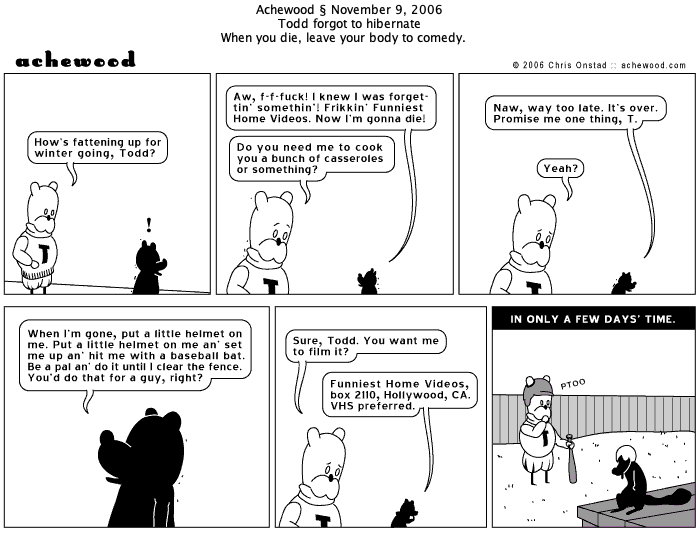 Achewood § November 9, 2006
Todd forgot to hibernate
When you die, leave your body to comedy.
achewood
© 2006 Chris Onstad :: achewood.com
How's fattening up for
winter going, Todd?
!
Aw, f-f-fuck! I knew I was forget-
tin' somethin'! Frikkin' Funniest
Home Videos. Now I'm gonna die!
Do you need me to cook
you a bunch of casseroles
or something?
Naw, way too late. It's over.
Promise me one thing, T.
Yeah?
T
T
T
When I'm gone, put a little helmet on
me. Put a little helmet on me an' set
me up an' hit me with a baseball bat.
Be a pal an' do it until I clear the fence.
You'd do that for a guy, right?
Sure, Todd. You want me
to film it?
Funniest Home Videos,
box 2110, Hollywood, CA.
VHS preferred.
T
IN ONLY A FEW DAYS' TIME.
PTOO
T